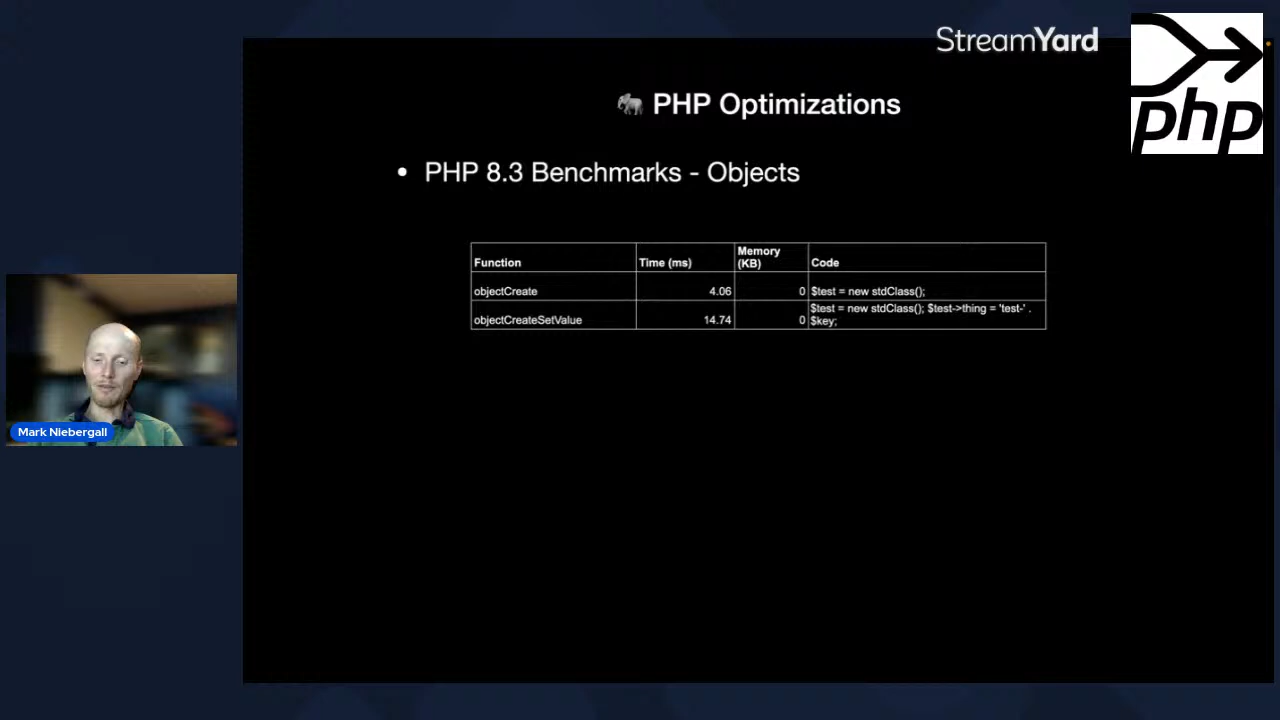 StreamYard
php
🐘 PHP Optimizations
• PHP 8.3 Benchmarks - Objects
Function Time (ms) Memory (KB) Code
objectCreate 4.06 0 $test = new stdClass();
objectCreateSetValue 14.74 0 $test = new stdClass(); $test->thing = 'test-' .
$key;
Mark Niebergall